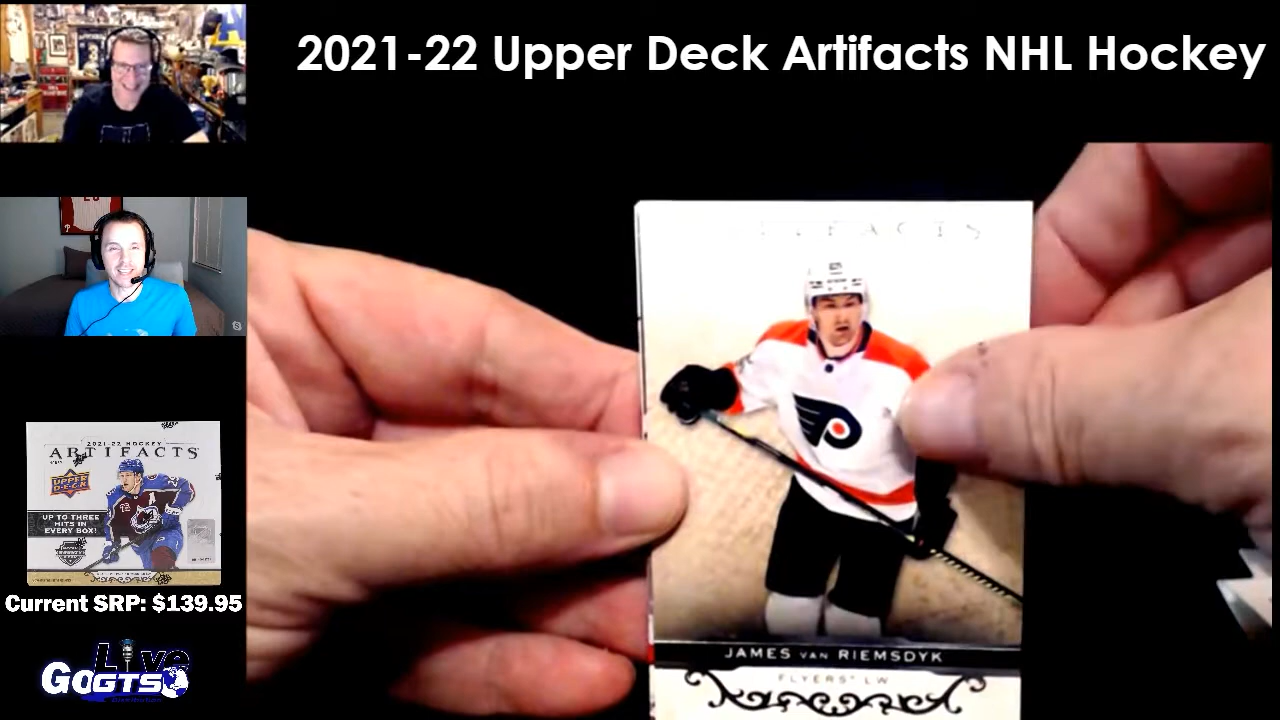 2021-22 Upper Deck Artifacts NHL Hockey
ARTIFACTS
JAMES VAN RIEMSDYK
FLYERS LW
2021-22 HOCKEY
ARTIFACTS
UPPER
DECK
UP TO THREE
HITS IN
EVERY BOX!
Current SRP: $139.95
Live
GoGTS